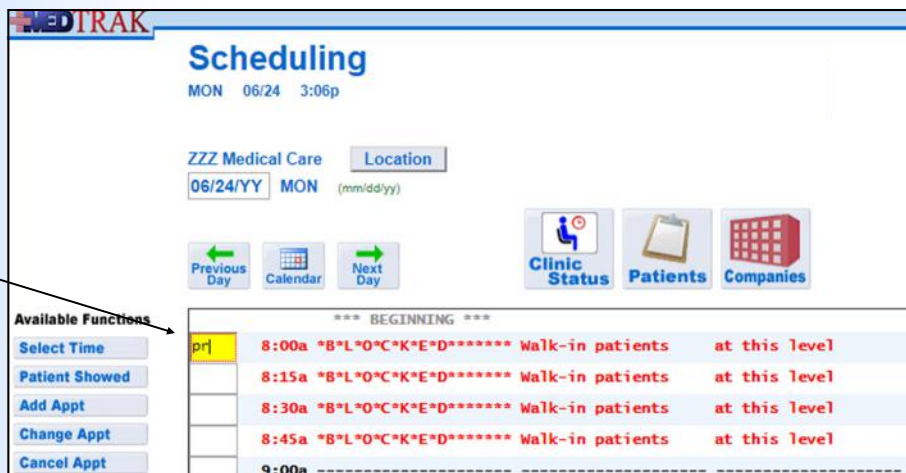 MEDTRAK
Scheduling
MON 06/24 3:06p
ZZZ Medical Care Location
06/24/YY MON (mm/dd/yy)
Previous Day Calendar Next Day Clinic Status Patients Companies
Available Functions *** BEGINNING ***
Select Time pr 8:00a *B*L*O*C*K*E*D******* Walk-in patients at this level
Patient Showed 8:15a *B*L*O*C*K*E*D******* Walk-in patients at this level
Add Appt 8:30a *B*L*O*C*K*E*D******* Walk-in patients at this level
Change Appt 8:45a *B*L*O*C*K*E*D******* Walk-in patients at this level
Cancel Appt 9:00a --------------------- -------------------- --------------------